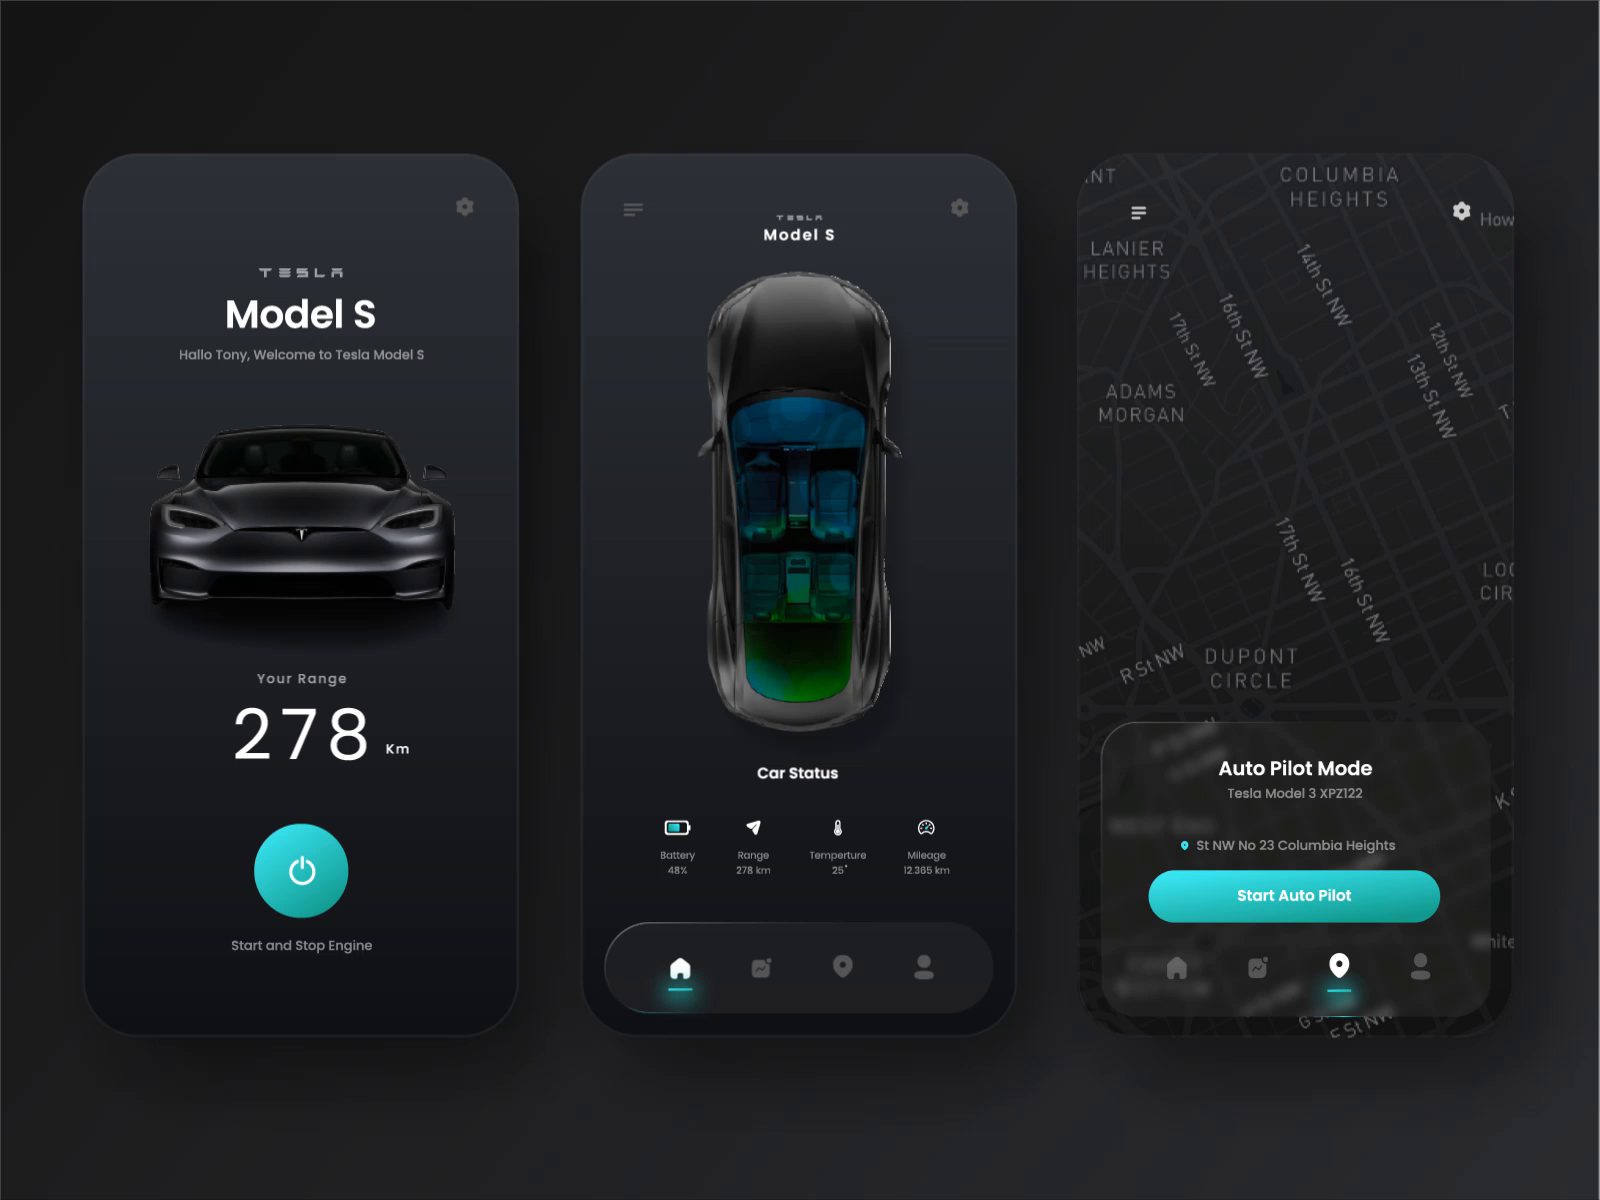 TESLA
Model S
Hallo Tony, Welcome to Tesla Model S
Your Range
278 Km
Start and Stop Engine
TESLA
Model S
Car Status
Battery
48%
Range
278 km
Temperture
25°
Mileage
12.365 km
NT
COLUMBIA
HEIGHTS
How
LANIER
HEIGHTS
14th St NW
16th St NW
17th St NW
12th St NW
13th St NW
ADAMS
MORGAN
T
17th St NW
16th St NW
LOG
CIR
NW
R St NW
DUPONT
CIRCLE
Auto Pilot Mode
Tesla Model 3 XPZ122
K S
St NW No 23 Columbia Heights
Start Auto Pilot
hite
G S
E St NW